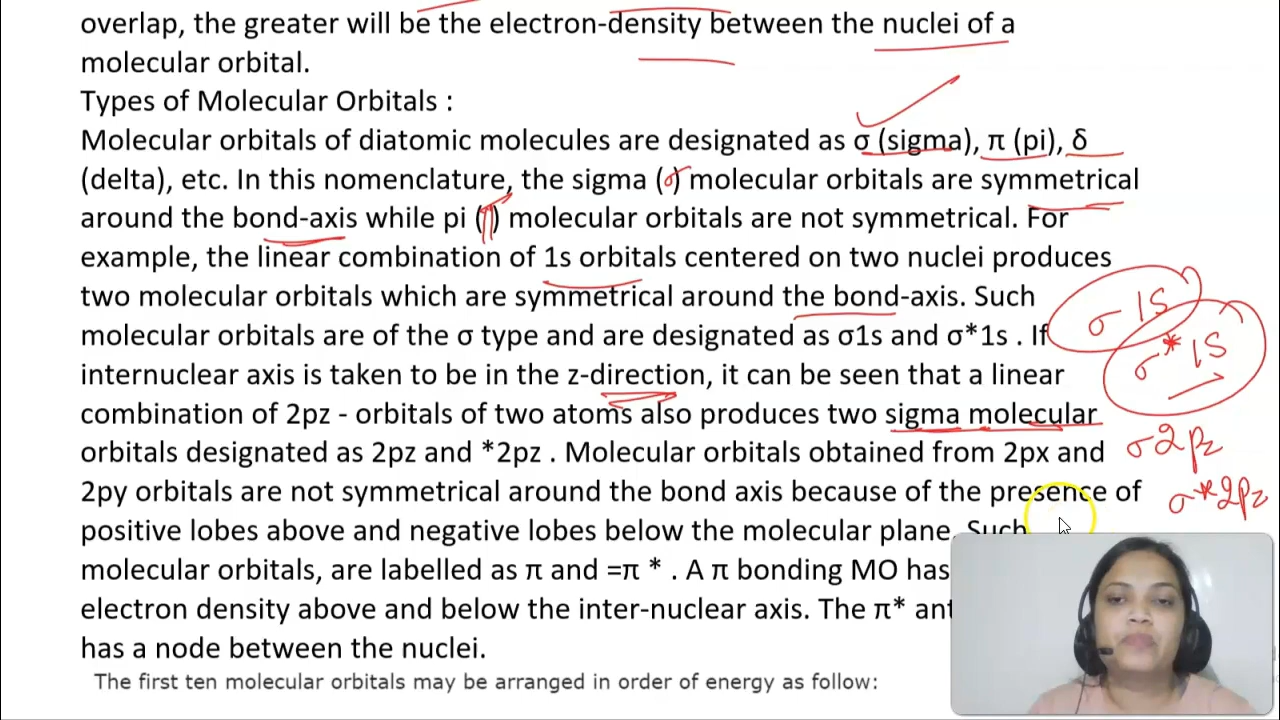 overlap, the greater will be the electron-density between the nuclei of a
molecular orbital.
Types of Molecular Orbitals :
Molecular orbitals of diatomic molecules are designated as σ (sigma), π (pi), δ
(delta), etc. In this nomenclature, the sigma (σ) molecular orbitals are symmetrical
around the bond-axis while pi (π) molecular orbitals are not symmetrical. For
example, the linear combination of 1s orbitals centered on two nuclei produces
two molecular orbitals which are symmetrical around the bond-axis. Such
molecular orbitals are of the σ type and are designated as σ1s and σ*1s . If
internuclear axis is taken to be in the z-direction, it can be seen that a linear
combination of 2pz - orbitals of two atoms also produces two sigma molecular
orbitals designated as 2pz and *2pz . Molecular orbitals obtained from 2px and
2py orbitals are not symmetrical around the bond axis because of the presence of
positive lobes above and negative lobes below the molecular plane. Such
molecular orbitals, are labelled as π and =π * . A π bonding MO has
electron density above and below the inter-nuclear axis. The π* ant
has a node between the nuclei.
The first ten molecular orbitals may be arranged in order of energy as follow:
σ 1s
σ* 1s
σ2pz
σ*2pz